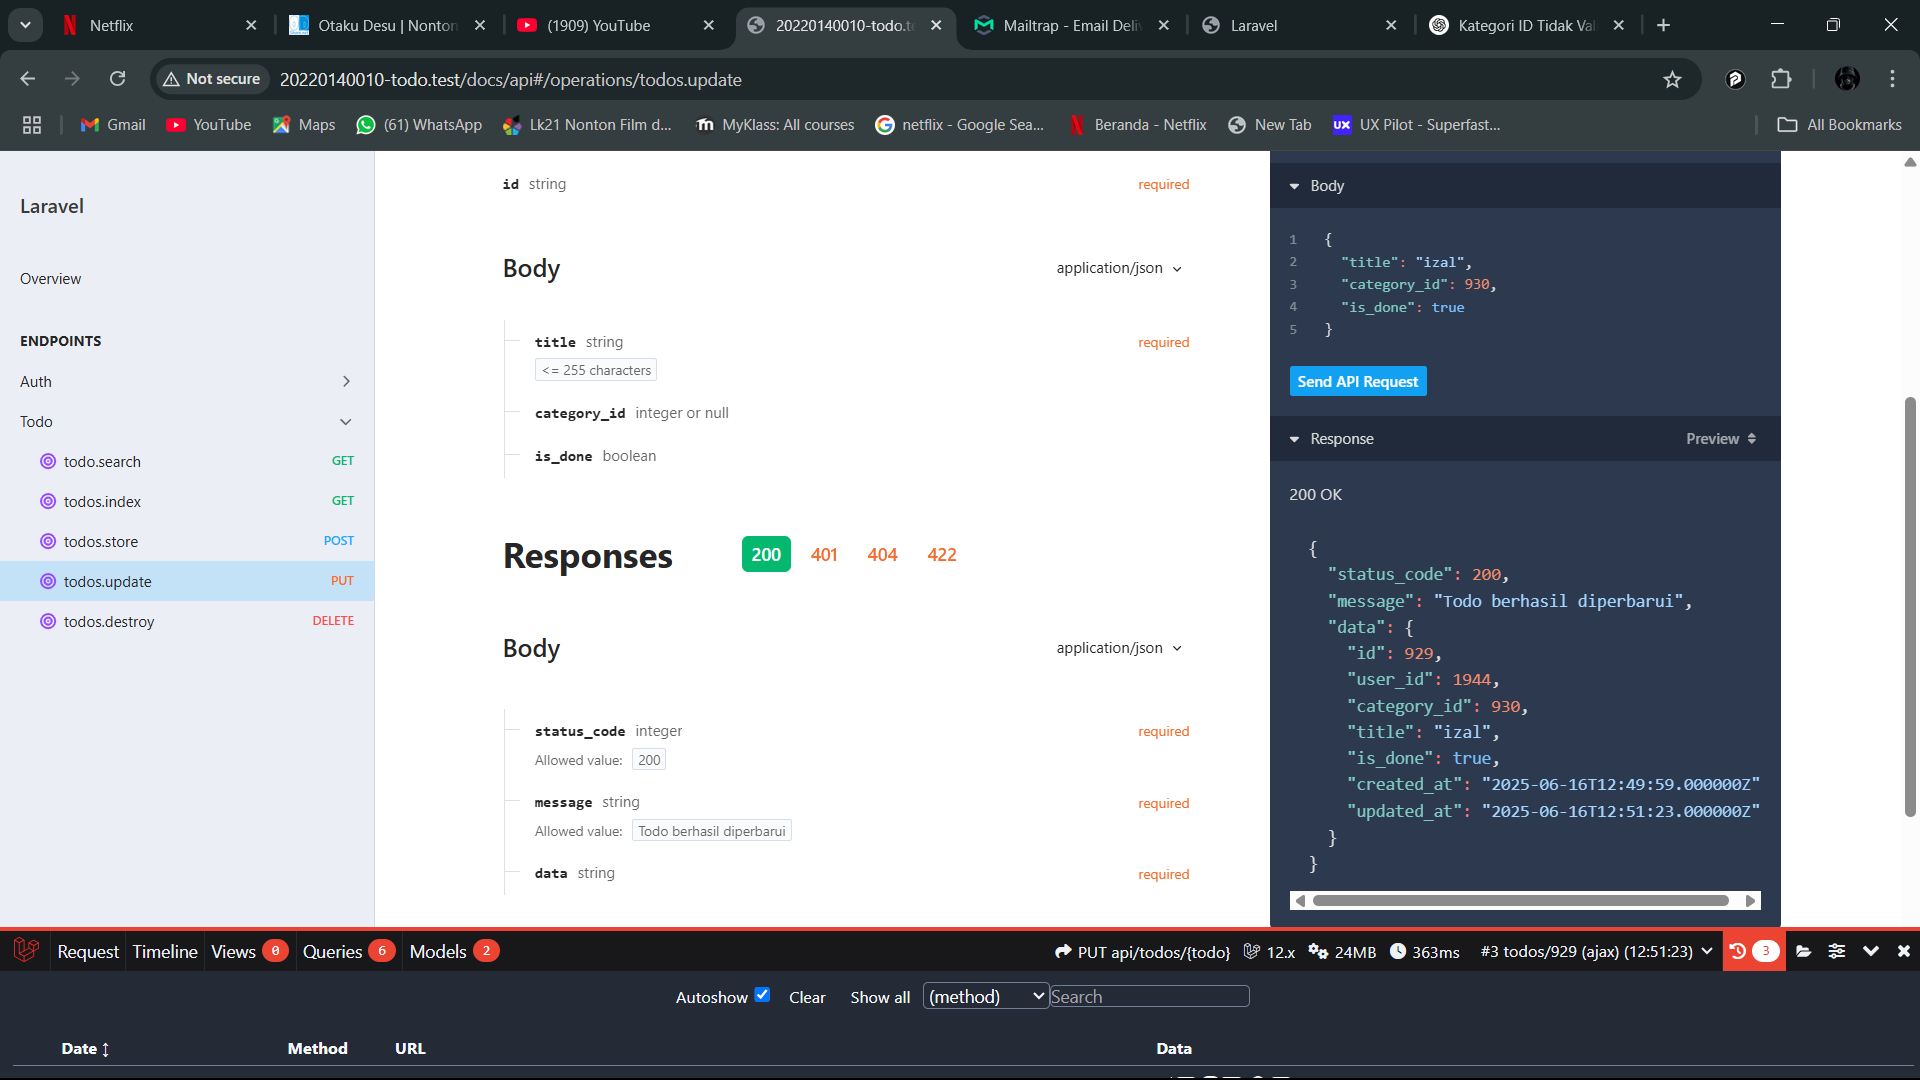 Netflix
Otaku Desu | Nonton
(1909) YouTube
20220140010-todo.te
Mailtrap - Email Deliv
Laravel
Kategori ID Tidak Val
Not secure
20220140010-todo.test/docs/api#/operations/todos.update
Gmail
YouTube
Maps
(61) WhatsApp
Lk21 Nonton Film d...
MyKlass: All courses
netflix - Google Sea...
Beranda - Netflix
New Tab
UX Pilot - Superfast...
All Bookmarks
Laravel
Overview
ENDPOINTS
Auth
Todo
todo.search GET
todos.index GET
todos.store POST
todos.update PUT
todos.destroy DELETE
id string required
Body application/json
title string required
<= 255 characters
category_id integer or null
is_done boolean
Responses 200 401 404 422
Body application/json
status_code integer required
Allowed value: 200
message string required
Allowed value: Todo berhasil diperbarui
data string required
Body
1 {
2 "title": "izal",
3 "category_id": 930,
4 "is_done": true
5 }
Send API Request
Response Preview
200 OK
{
"status_code": 200,
"message": "Todo berhasil diperbarui",
"data": {
"id": 929,
"user_id": 1944,
"category_id": 930,
"title": "izal",
"is_done": true,
"created_at": "2025-06-16T12:49:59.000000Z"
"updated_at": "2025-06-16T12:51:23.000000Z"
}
}
Request Timeline Views 0 Queries 6 Models 2 PUT api/todos/{todo} 12.x 24MB 363ms #3 todos/929 (ajax) (12:51:23) 3
Autoshow Clear Show all (method) Search
Date Method URL Data